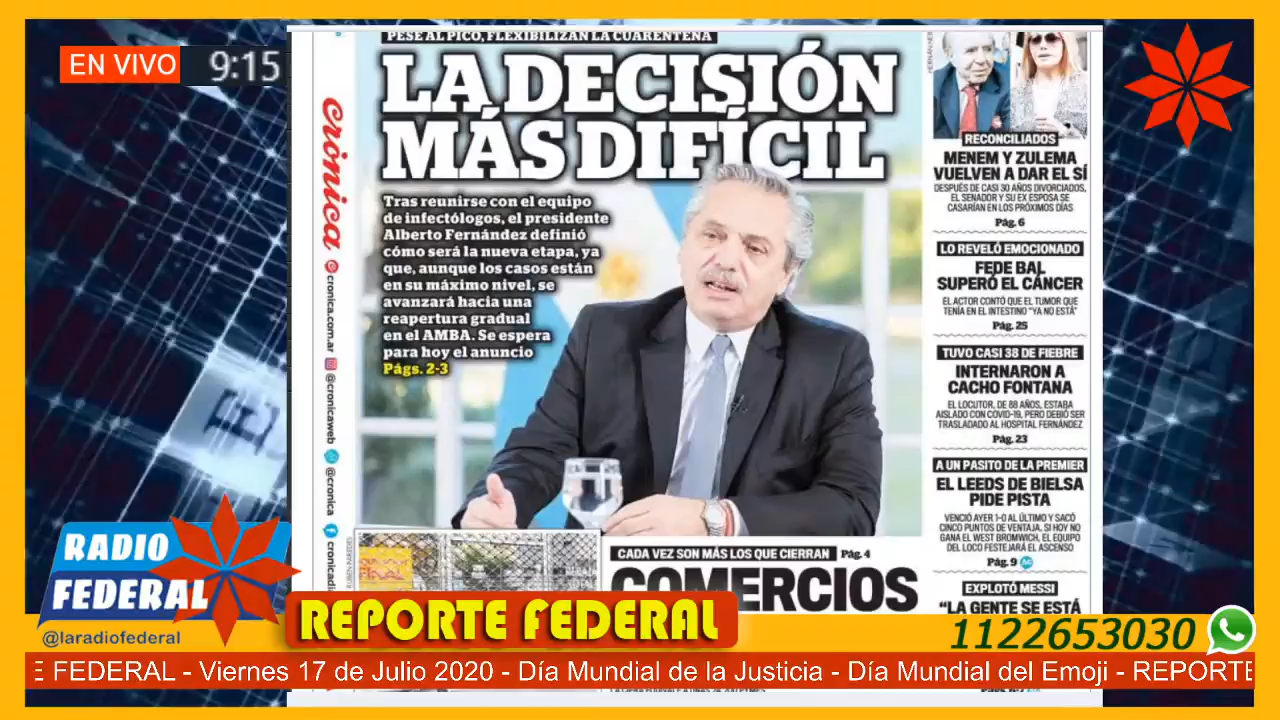 EN VIVO
9:15
crónica
cronica.com.ar
@cronicaweb
@cronica
PESE AL PICO, FLEXIBILIZAN LA CUARENTENA
LA DECISIÓN
MÁS DIFÍCIL
Tras reunirse con el equipo
de infectólogos, el presidente
Alberto Fernández definió
cómo será la nueva etapa, ya
que, aunque los casos están
en su máximo nivel, se
avanzará hacia una
reapertura gradual
en el AMBA. Se espera
para hoy el anuncio
Págs. 2-3
RECONCILIADOS
MENEM Y ZULEMA
VUELVEN A DAR EL SÍ
DESPUÉS DE CASI 30 AÑOS DIVORCIADOS,
EL SENADOR Y SU EX ESPOSA SE
CASARÍAN EN LOS PRÓXIMOS DÍAS
Pág. 6
LO REVELÓ EMOCIONADO
FEDE BAL
SUPERÓ EL CÁNCER
EL ACTOR CONTÓ QUE EL TUMOR QUE
TENÍA EN EL INTESTINO "YA NO ESTÁ"
Pág. 25
TUVO CASI 38 DE FIEBRE
INTERNARON A
CACHO FONTANA
EL LOCUTOR, DE 88 AÑOS, ESTABA
AISLADO CON COVID-19, PERO DEBIÓ SER
TRASLADADO AL HOSPITAL FERNÁNDEZ
Pág. 23
A UN PASITO DE LA PREMIER
EL LEEDS DE BIELSA
PIDE PISTA
VENCIÓ AYER 1-0 AL ÚLTIMO Y SACÓ
CINCO PUNTOS DE VENTAJA. SI HOY NO
GANA EL WEST BROMWICH, EL EQUIPO
DEL LOCO FESTEJARÁ EL ASCENSO
Pág. 9
EXPLOTÓ MESSI
"LA GENTE SE ESTÁ
CADA VEZ SON MÁS LOS QUE CIERRAN Pág. 4
COMERCIOS
RADIO
FEDERAL
@laradiofederal
REPORTE FEDERAL
1122653030
E FEDERAL - Viernes 17 de Julio 2020 - Día Mundial de la Justicia - Día Mundial del Emoji - REPORTE